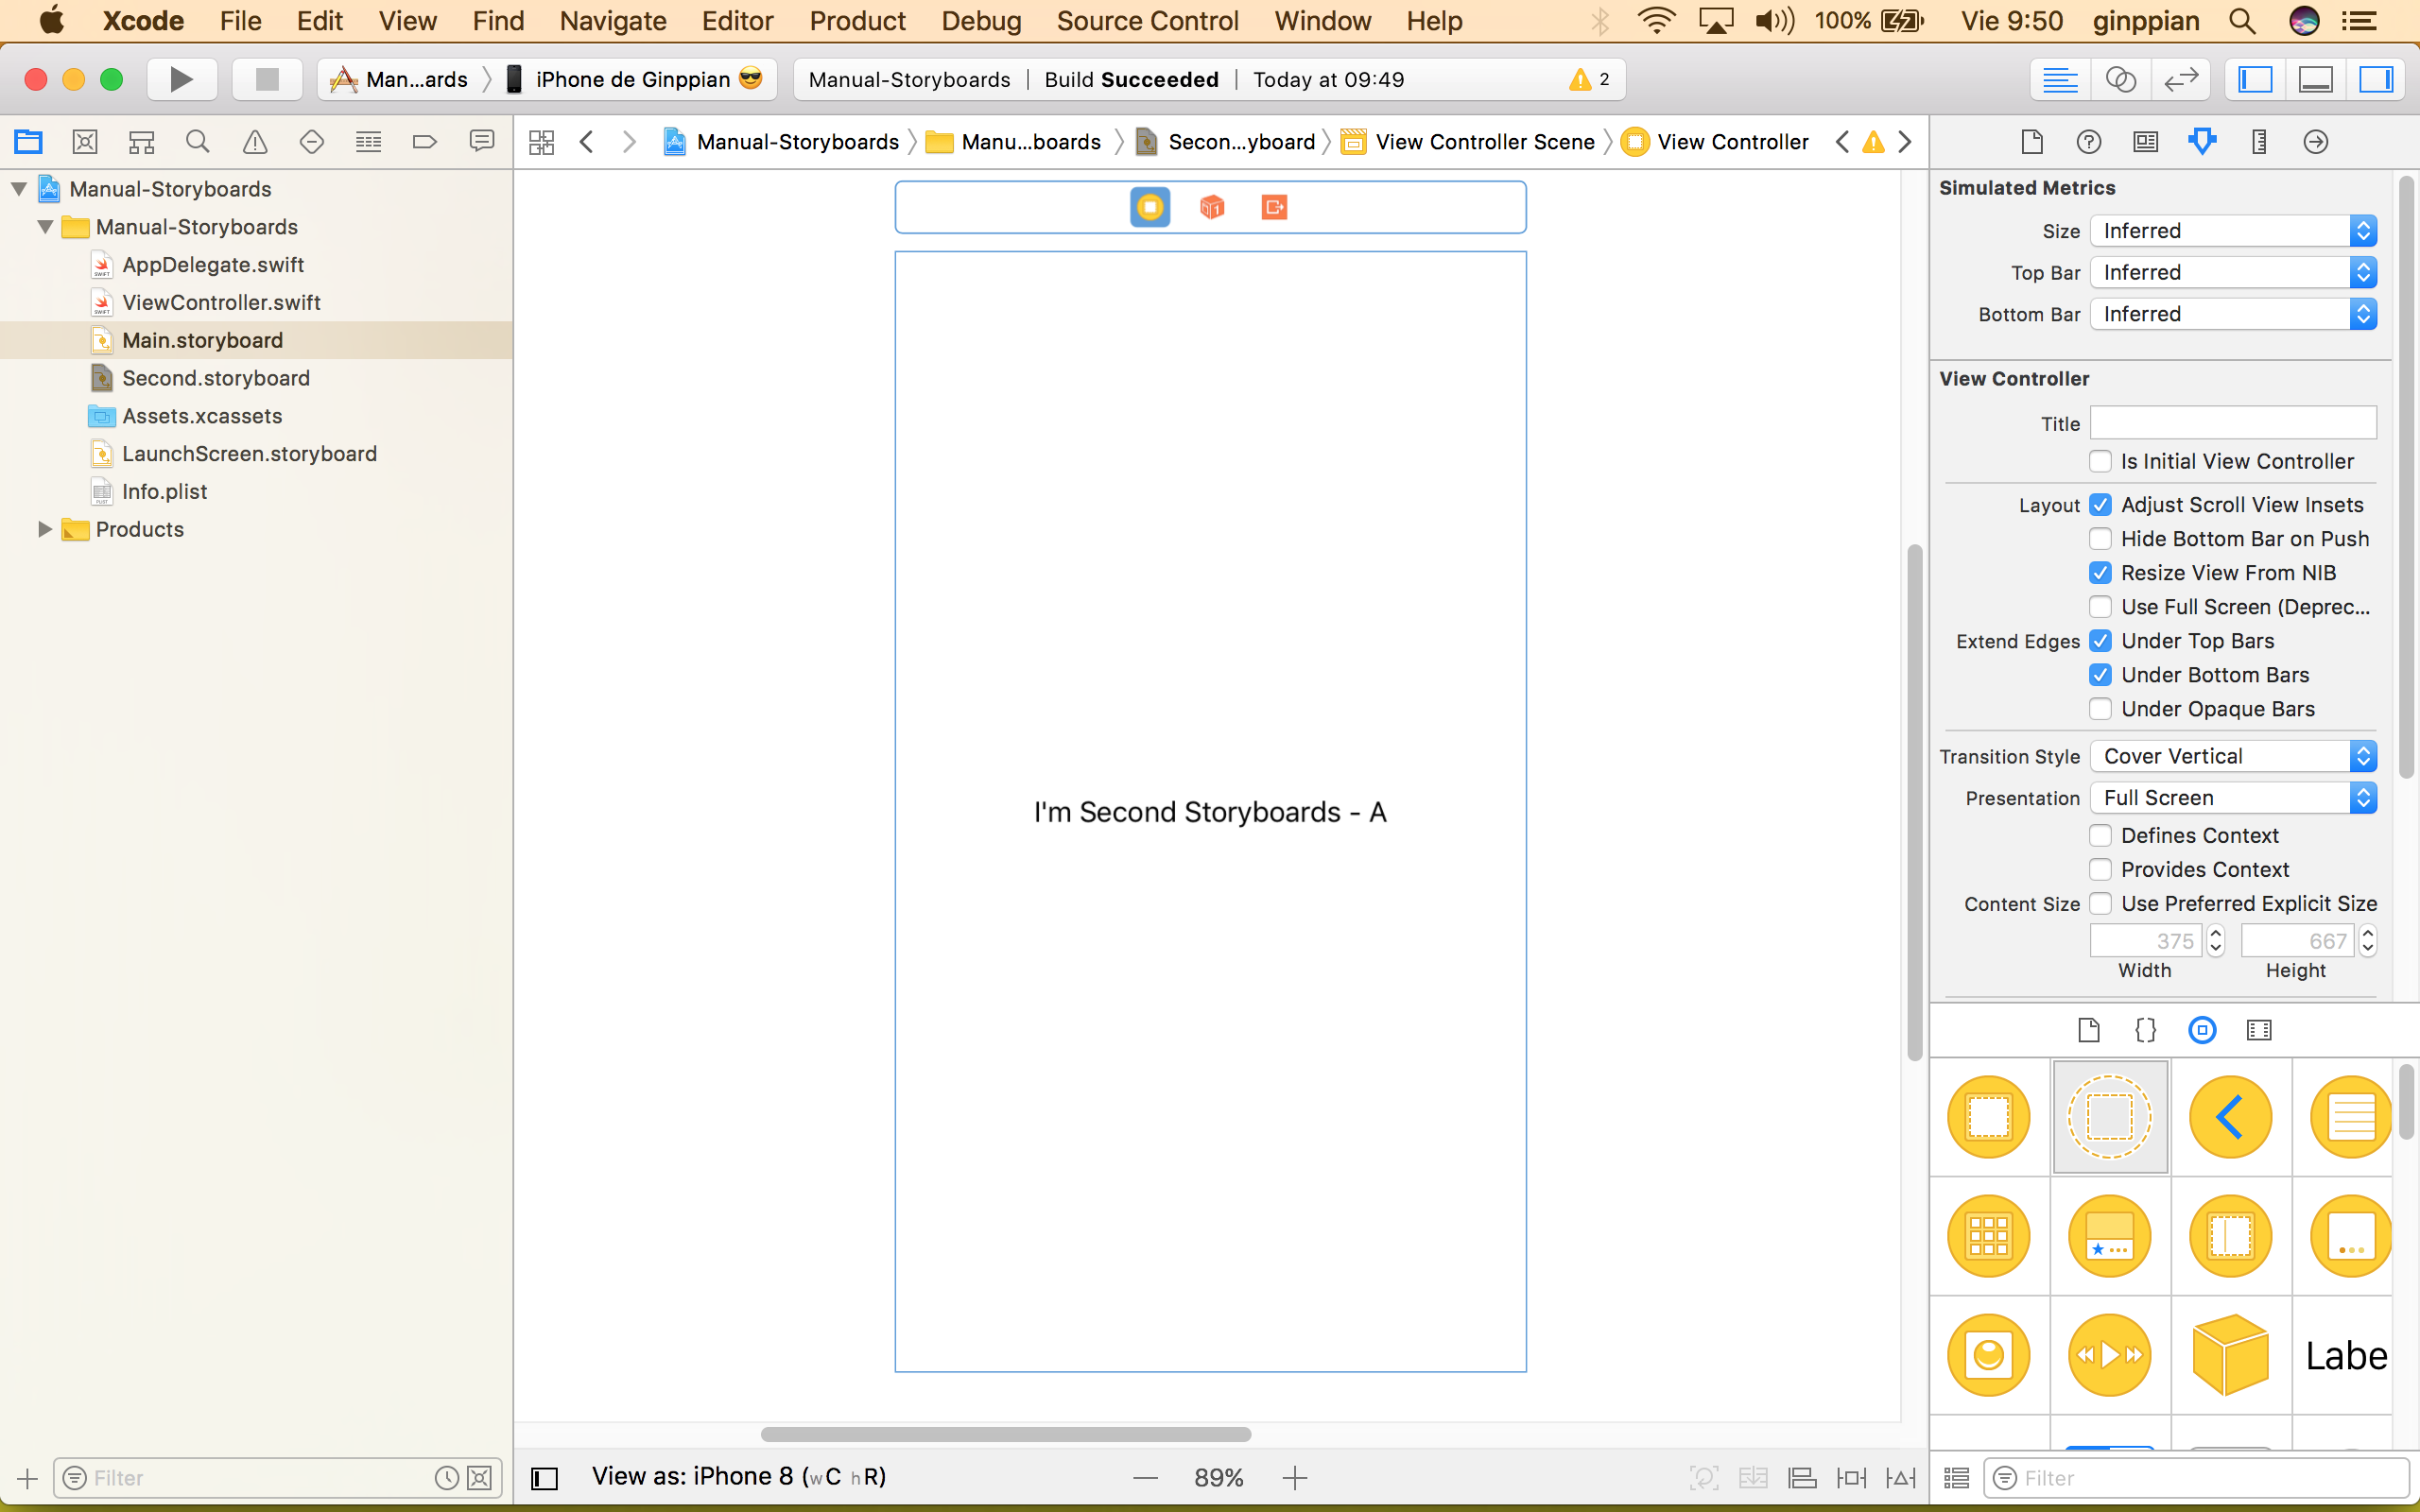 Xcode File Edit View Find Navigate Editor Product Debug Source Control Window Help 100% Vie 9:50 ginppian
Man...ards iPhone de Ginppian 😎 Manual-Storyboards | Build Succeeded | Today at 09:49 2
Manual-Storyboards Manu...boards Secon...yboard View Controller Scene View Controller
Manual-Storyboards
Manual-Storyboards
AppDelegate.swift
ViewController.swift
Main.storyboard
Second.storyboard
Assets.xcassets
LaunchScreen.storyboard
Info.plist
Products
I'm Second Storyboards - A
Simulated Metrics
Size Inferred
Top Bar Inferred
Bottom Bar Inferred
View Controller
Title
Is Initial View Controller
Layout Adjust Scroll View Insets
Hide Bottom Bar on Push
Resize View From NIB
Use Full Screen (Deprec...
Extend Edges Under Top Bars
Under Bottom Bars
Under Opaque Bars
Transition Style Cover Vertical
Presentation Full Screen
Defines Context
Provides Context
Content Size Use Preferred Explicit Size
375 667
Width Height
{}
Labe
Filter
View as: iPhone 8 (wC hR) — 89% +
Filter